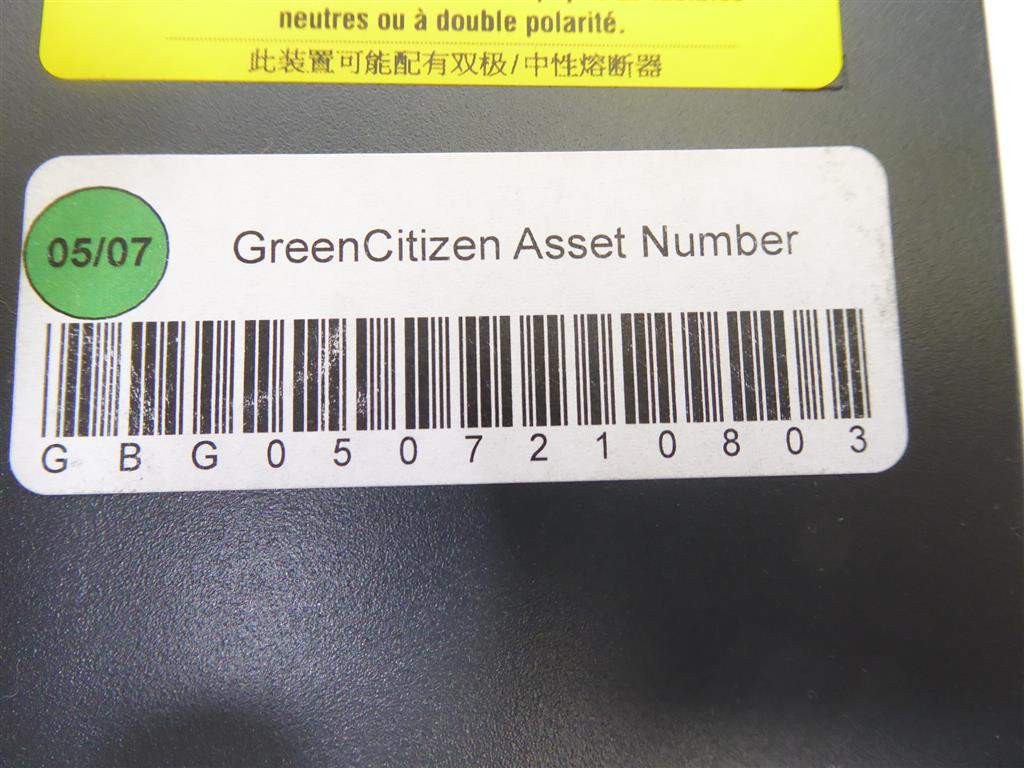 neutres ou à double polarité.
此装置可能配有双极/中性熔断器
05/07
GreenCitizen Asset Number
GBG0507210803